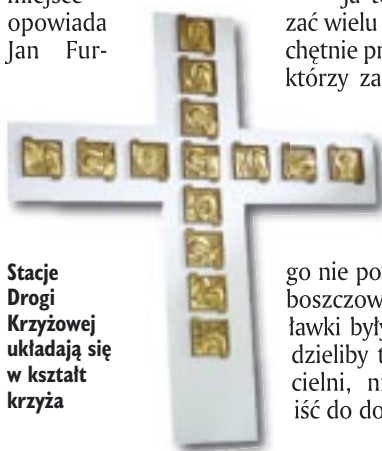 miejsce
opowiada
Jan Fur-
Stacje
Drogi
Krzyżowej
układają się
w kształt
krzyża
zać wielu
chętnie pr
którzy za
go nie po
boszczow
ławki były
dzieliby t
cielni, n
iść do do